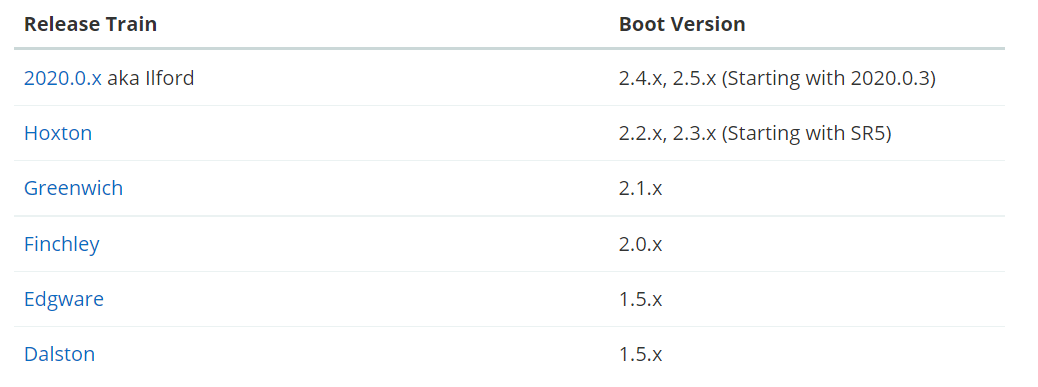 Release Train Boot Version
2020.0.x aka Ilford 2.4.x, 2.5.x (Starting with 2020.0.3)
Hoxton 2.2.x, 2.3.x (Starting with SR5)
Greenwich 2.1.x
Finchley 2.0.x
Edgware 1.5.x
Dalston 1.5.x